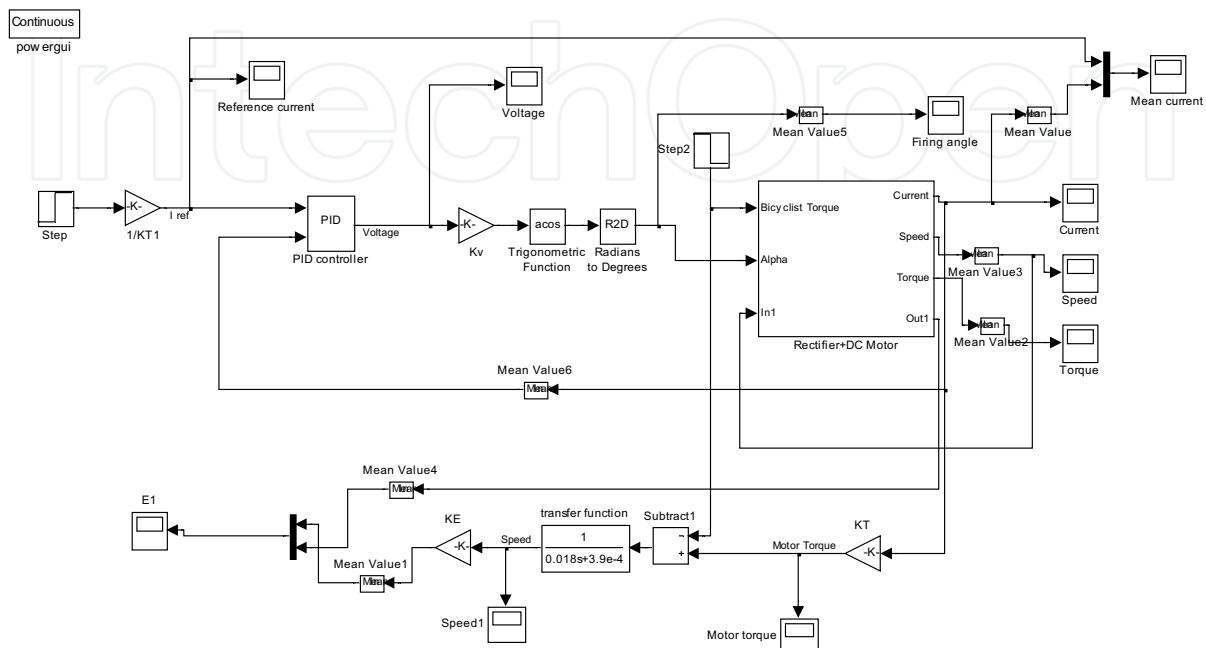 Continuous
powergui
IntechOpen
Reference current
Voltage
Mean Value5
Firing angle
Mean Value
Mean current
Step2
Step
-K-
1/KT1
I ref
PID
PID controller
Voltage
-K-
Kv
acos
Trigonometric
Function
R2D
Radians
to Degrees
Bicyclist Torque
Alpha
In1
Current
Speed
Torque
Out1
Rectifier+DC Motor
Current
Mean Value3
Speed
Mean Value2
Torque
Mean Value6
Mean Value4
E1
KE
-K-
Mean Value1
Speed
Speed1
transfer function
1
0.018s+3.9e-4
Subtract1
−
+
Motor Torque
KT
-K-
Motor torque